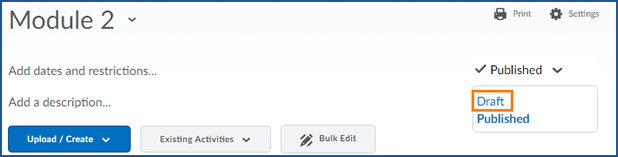 Module 2
Print
Settings
Add dates and restrictions...
Published
Add a description...
Draft
Published
Upload / Create
Existing Activities
Bulk Edit